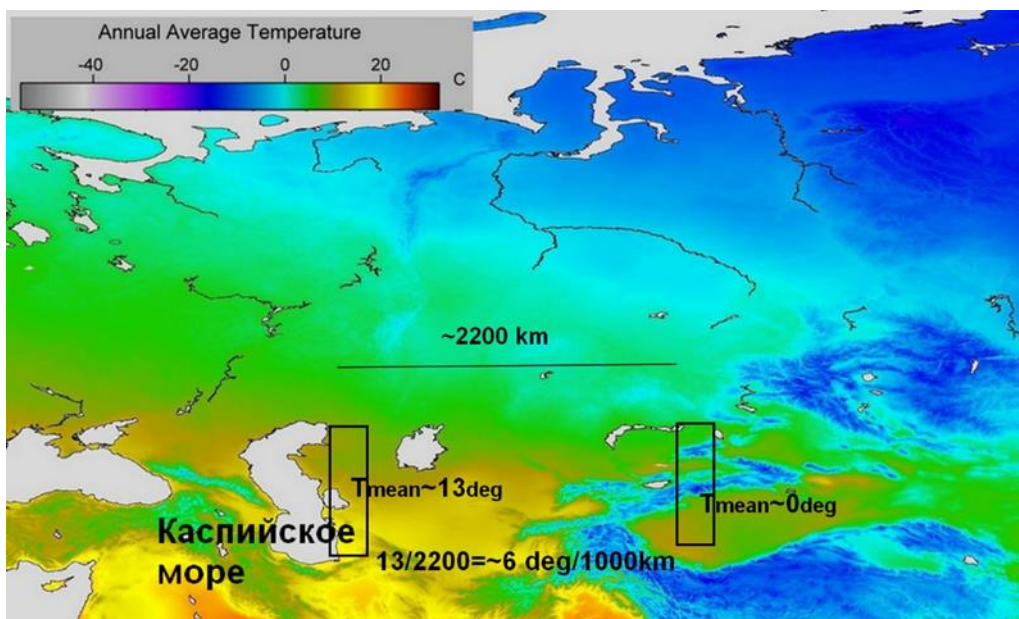 Annual Average Temperature
-40 -20 0 20 C
~2200 km
Tmean~13deg
Tmean~0deg
Каспийское
море
13/2200=~6 deg/1000km